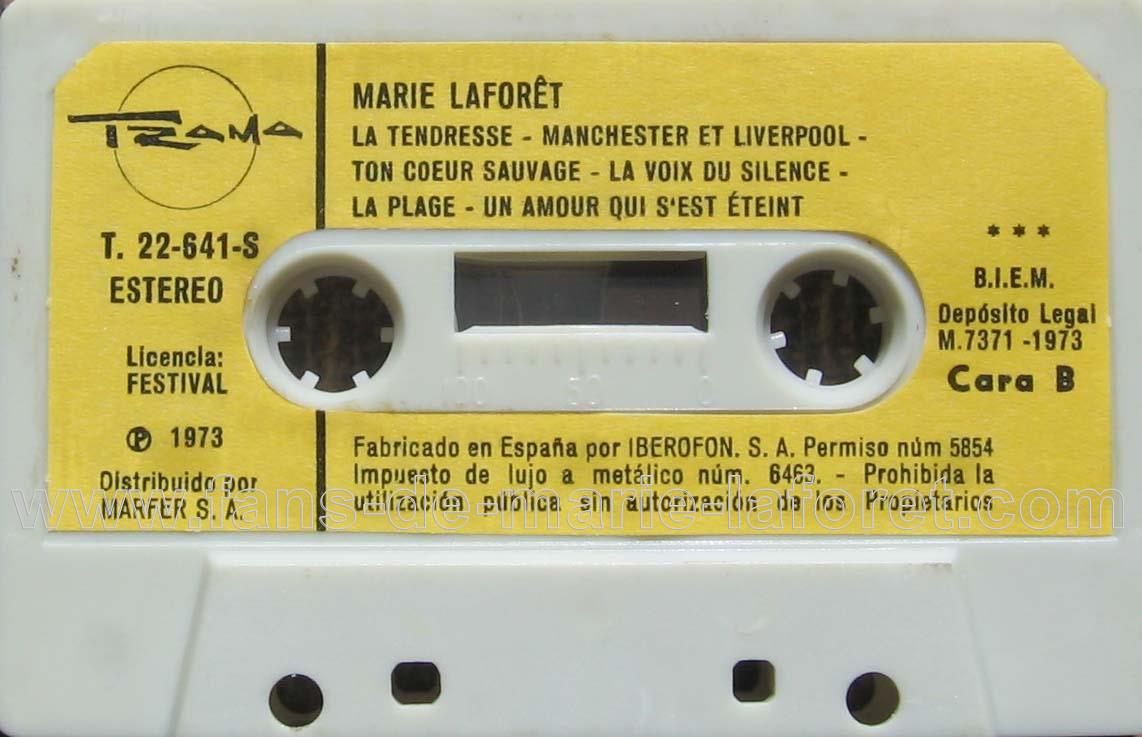 TRAMA
T. 22-641-S
ESTEREO
Licencia:
FESTIVAL
Ⓟ 1973
Distribuido por
MARFER S. A.
MARIE LAFORÊT
LA TENDRESSE - MANCHESTER ET LIVERPOOL -
TON COEUR SAUVAGE - LA VOIX DU SILENCE -
LA PLAGE - UN AMOUR QUI S'EST ÉTEINT
* * *
B.I.E.M.
Depósito Legal
M.7371 -1973
Cara B
100 50 0
Fabricado en España por IBEROFON. S. A. Permiso núm 5854
Impuesto de lujo a metálico núm. 6463. - Prohibida la
utilización pública sin autorización de los Propietarios
www.fans-de-marie-laforet.com